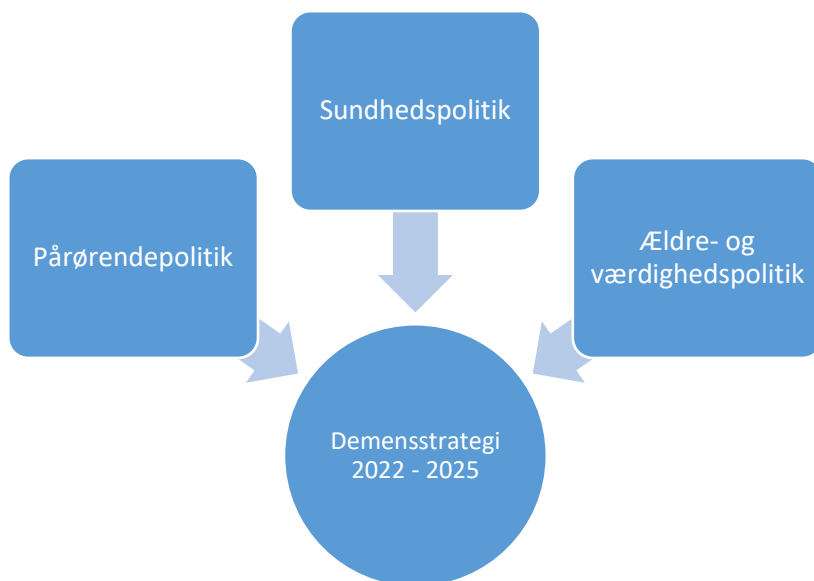 Sundhedspolitik
Pårørendepolitik
Ældre- og
værdighedspolitik
Demensstrategi
2022 - 2025